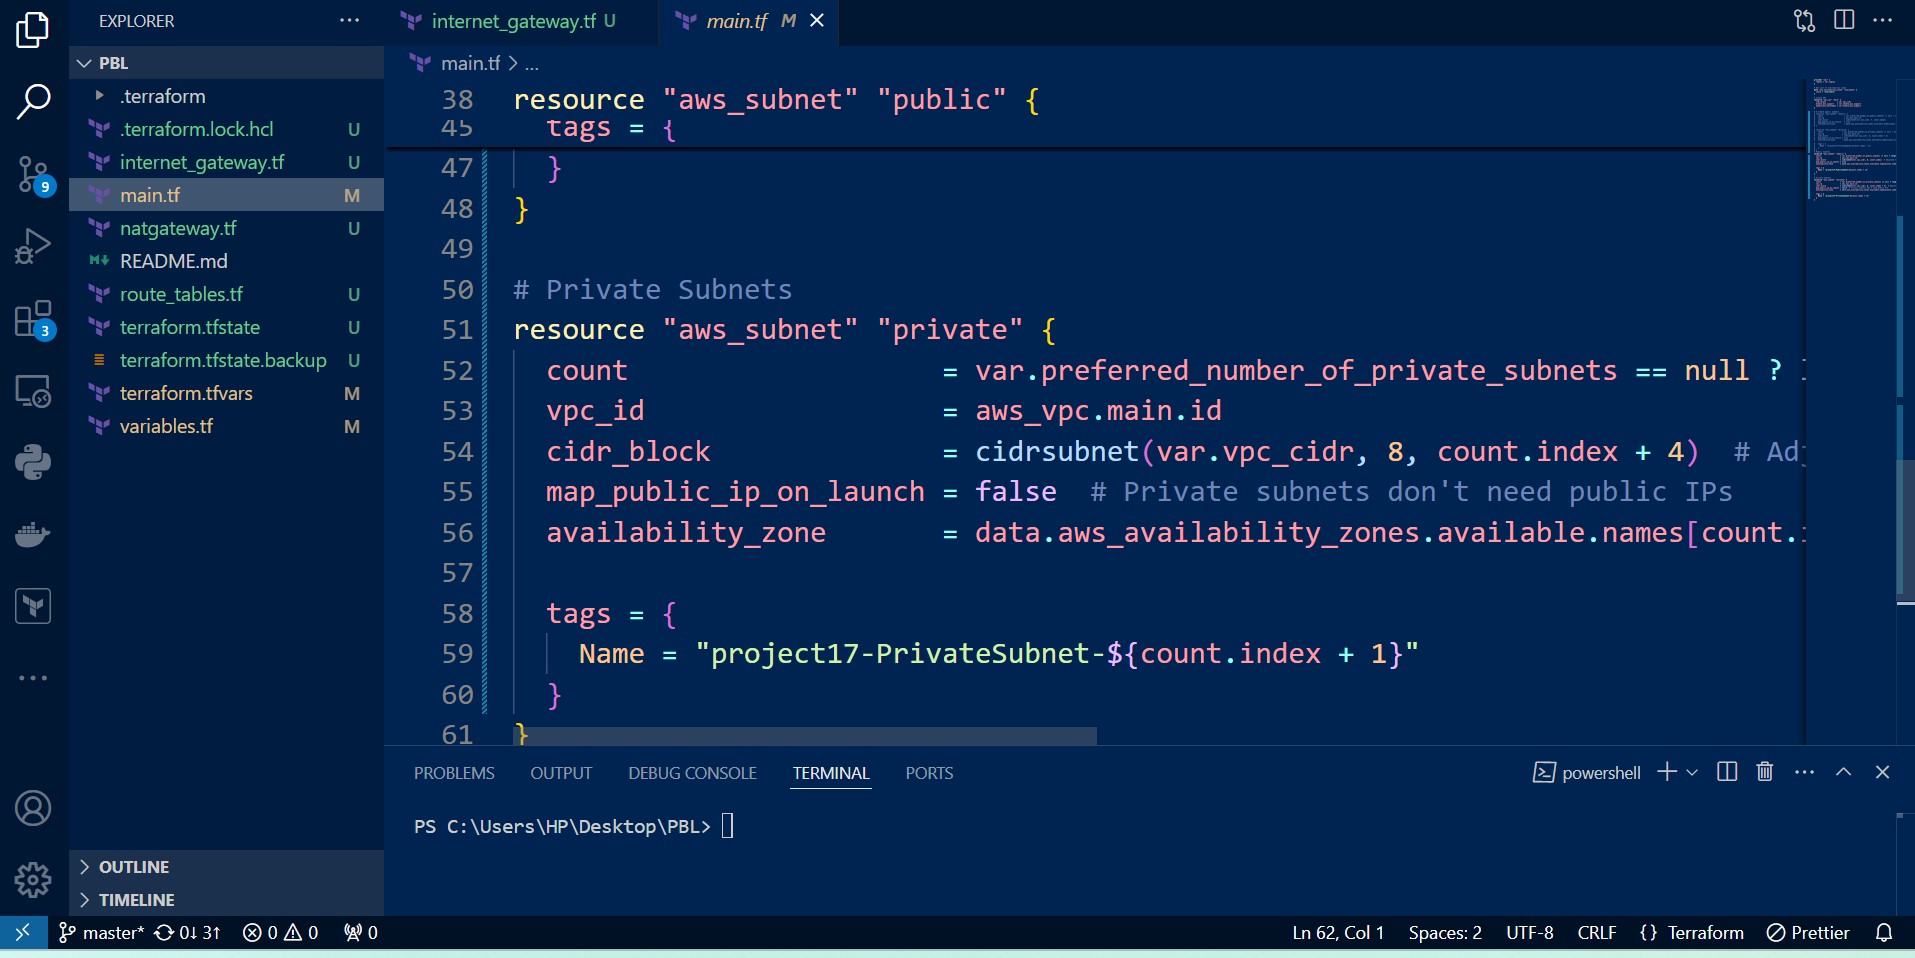 EXPLORER
PBL
.terraform
.terraform.lock.hcl U
internet_gateway.tf U
main.tf M
natgateway.tf U
README.md
route_tables.tf U
terraform.tfstate U
terraform.tfstate.backup U
terraform.tfvars M
variables.tf M
OUTLINE
TIMELINE
9
3
internet_gateway.tf U
main.tf M
main.tf > ...
38 resource "aws_subnet" "public" {
45 tags = {
47 }
48 }
49
50 # Private Subnets
51 resource "aws_subnet" "private" {
52 count = var.preferred_number_of_private_subnets == null ?
53 vpc_id = aws_vpc.main.id
54 cidr_block = cidrsubnet(var.vpc_cidr, 8, count.index + 4) #
55 map_public_ip_on_launch = false # Private subnets don't need public IPs
56 availability_zone = data.aws_availability_zones.available.names[count.
57
58 tags = {
59 Name = "project17-PrivateSubnet-${count.index + 1}"
60 }
61 }
PROBLEMS OUTPUT DEBUG CONSOLE TERMINAL PORTS
powershell
PS C:\Users\HP\Desktop\PBL>
master* 0↓ 3↑ 0 0 0
Ln 62, Col 1 Spaces: 2 UTF-8 CRLF {} Terraform Prettier